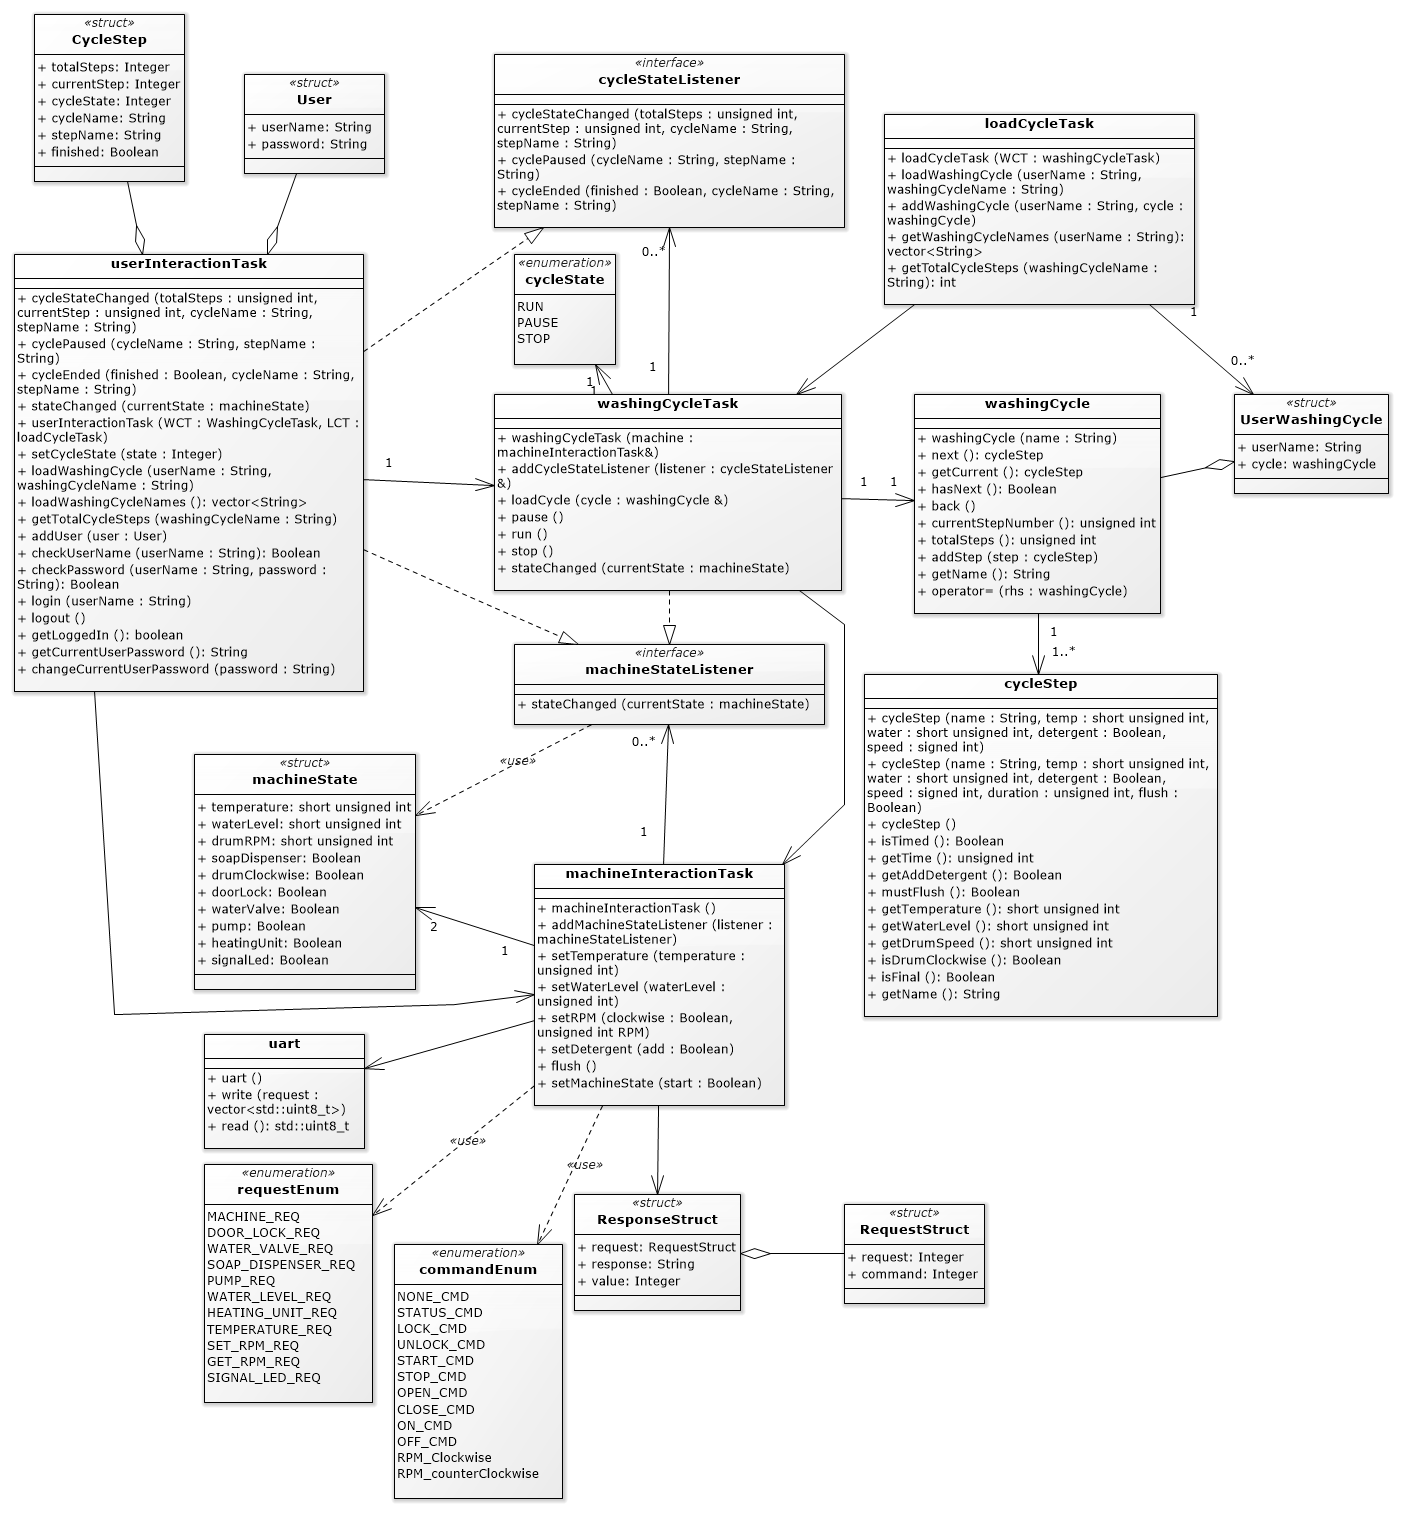 «struct»
CycleStep
+ totalSteps: Integer
+ currentStep: Integer
+ cycleState: Integer
+ cycleName: String
+ stepName: String
+ finished: Boolean
«struct»
User
+ userName: String
+ password: String
«interface»
cycleStateListener
+ cycleStateChanged (totalSteps : unsigned int,
currentStep : unsigned int, cycleName : String,
stepName : String)
+ cyclePaused (cycleName : String, stepName :
String)
+ cycleEnded (finished : Boolean, cycleName : String,
stepName : String)
loadCycleTask
+ loadCycleTask (WCT : washingCycleTask)
+ loadWashingCycle (userName : String,
washingCycleName : String)
+ addWashingCycle (userName : String, cycle :
washingCycle)
+ getWashingCycleNames (userName : String):
vector<String>
+ getTotalCycleSteps (washingCycleName :
String): int
userInteractionTask
+ cycleStateChanged (totalSteps : unsigned int,
currentStep : unsigned int, cycleName : String,
stepName : String)
+ cyclePaused (cycleName : String, stepName :
String)
+ cycleEnded (finished : Boolean, cycleName : String,
stepName : String)
+ stateChanged (currentState : machineState)
+ userInteractionTask (WCT : WashingCycleTask, LCT :
loadCycleTask)
+ setCycleState (state : Integer)
+ loadWashingCycle (userName : String,
washingCycleName : String)
+ loadWashingCycleNames (): vector<String>
+ getTotalCycleSteps (washingCycleName : String)
+ addUser (user : User)
+ checkUserName (userName : String): Boolean
+ checkPassword (userName : String, password :
String): Boolean
+ login (userName : String)
+ logout ()
+ getLoggedIn (): boolean
+ getCurrentUserPassword (): String
+ changeCurrentUserPassword (password : String)
«enumeration»
cycleState
RUN
PAUSE
STOP
0..*
1
1
1
1
0..*
1
washingCycleTask
+ washingCycleTask (machine :
machineInteractionTask&)
+ addCycleStateListener (listener : cycleStateListener
&)
+ loadCycle (cycle : washingCycle &)
+ pause ()
+ run ()
+ stop ()
+ stateChanged (currentState : machineState)
1 1
washingCycle
+ washingCycle (name : String)
+ next (): cycleStep
+ getCurrent (): cycleStep
+ hasNext (): Boolean
+ back ()
+ currentStepNumber (): unsigned int
+ totalSteps (): unsigned int
+ addStep (step : cycleStep)
+ getName (): String
+ operator= (rhs : washingCycle)
«struct»
UserWashingCycle
+ userName: String
+ cycle: washingCycle
1
1..*
«interface»
machineStateListener
+ stateChanged (currentState : machineState)
cycleStep
+ cycleStep (name : String, temp : short unsigned int,
water : short unsigned int, detergent : Boolean,
speed : signed int)
+ cycleStep (name : String, temp : short unsigned int,
water : short unsigned int, detergent : Boolean,
speed : signed int, duration : unsigned int, flush :
Boolean)
+ cycleStep ()
+ isTimed (): Boolean
+ getTime (): unsigned int
+ getAddDetergent (): Boolean
+ mustFlush (): Boolean
+ getTemperature (): short unsigned int
+ getWaterLevel (): short unsigned int
+ getDrumSpeed (): short unsigned int
+ isDrumClockwise (): Boolean
+ isFinal (): Boolean
+ getName (): String
0..*
«use»
1
«struct»
machineState
+ temperature: short unsigned int
+ waterLevel: short unsigned int
+ drumRPM: short unsigned int
+ soapDispenser: Boolean
+ drumClockwise: Boolean
+ doorLock: Boolean
+ waterValve: Boolean
+ pump: Boolean
+ heatingUnit: Boolean
+ signalLed: Boolean
2
1
machineInteractionTask
+ machineInteractionTask ()
+ addMachineStateListener (listener :
machineStateListener)
+ setTemperature (temperature :
unsigned int)
+ setWaterLevel (waterLevel :
unsigned int)
+ setRPM (clockwise : Boolean,
unsigned int RPM)
+ setDetergent (add : Boolean)
+ flush ()
+ setMachineState (start : Boolean)
uart
+ uart ()
+ write (request :
vector<std::uint8_t>)
+ read (): std::uint8_t
«use»
«use»
«enumeration»
requestEnum
MACHINE_REQ
DOOR_LOCK_REQ
WATER_VALVE_REQ
SOAP_DISPENSER_REQ
PUMP_REQ
WATER_LEVEL_REQ
HEATING_UNIT_REQ
TEMPERATURE_REQ
SET_RPM_REQ
GET_RPM_REQ
SIGNAL_LED_REQ
«enumeration»
commandEnum
NONE_CMD
STATUS_CMD
LOCK_CMD
UNLOCK_CMD
START_CMD
STOP_CMD
OPEN_CMD
CLOSE_CMD
ON_CMD
OFF_CMD
RPM_Clockwise
RPM_counterClockwise
«struct»
ResponseStruct
+ request: RequestStruct
+ response: String
+ value: Integer
«struct»
RequestStruct
+ request: Integer
+ command: Integer